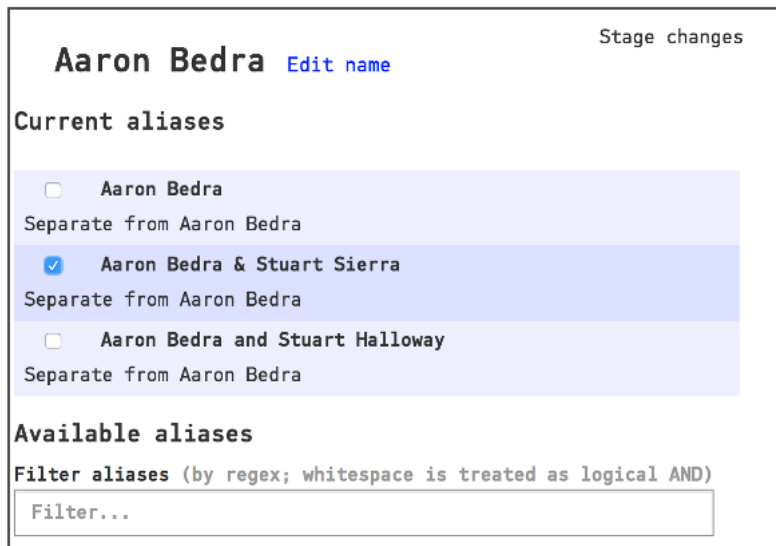 Stage changes
Aaron Bedra Edit name
Current aliases
Aaron Bedra
Separate from Aaron Bedra
Aaron Bedra & Stuart Sierra
Separate from Aaron Bedra
Aaron Bedra and Stuart Halloway
Separate from Aaron Bedra
Available aliases
Filter aliases (by regex; whitespace is treated as logical AND)
Filter...